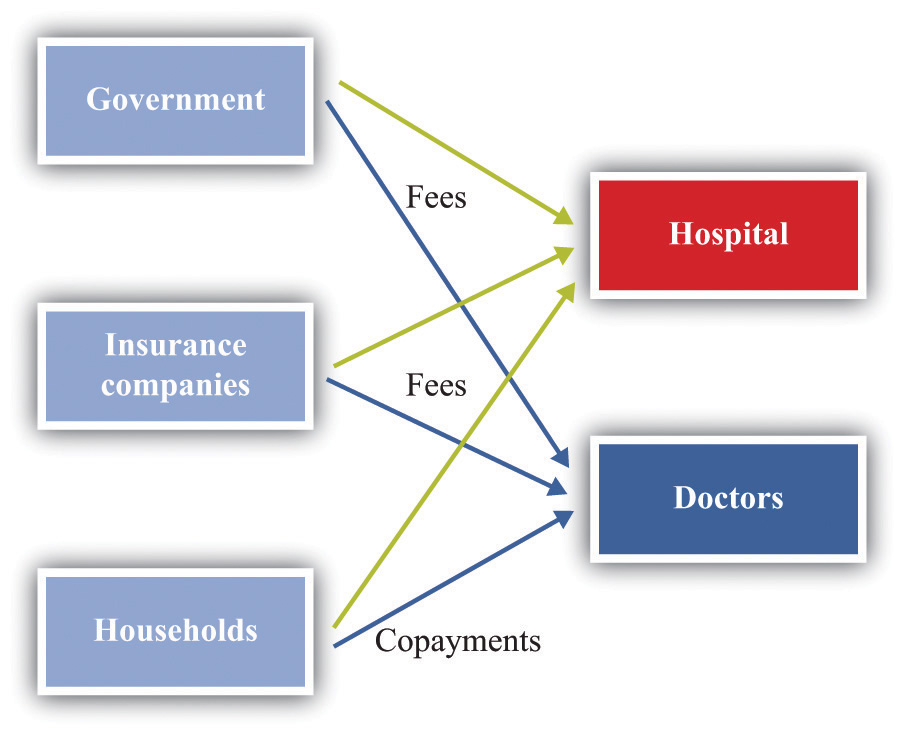 Government
Fees
Hospital
Insurance
companies
Fees
Doctors
Households
Copayments